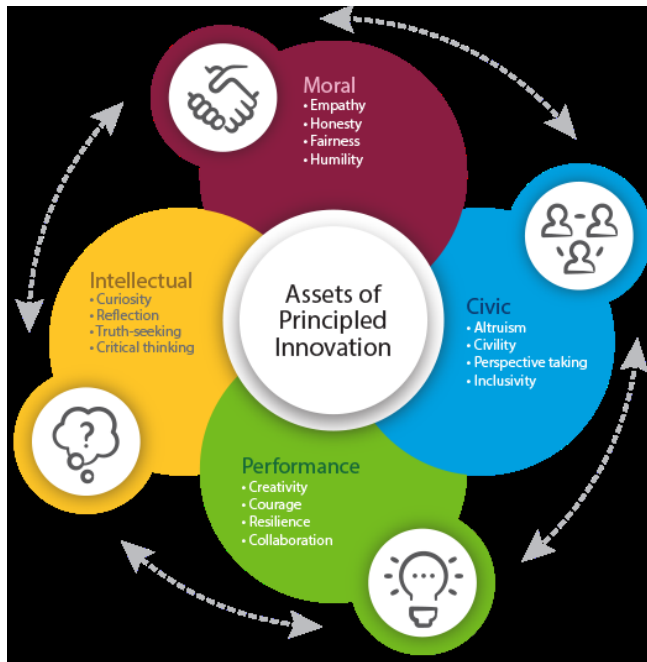 Moral
• Empathy
• Honesty
• Fairness
• Humility
Intellectual
• Curiosity
• Reflection
• Truth-seeking
• Critical thinking
Assets of
Principled
Innovation
Civic
• Altruism
• Civility
• Perspective taking
• Inclusivity
Performance
• Creativity
• Courage
• Resilience
• Collaboration
?